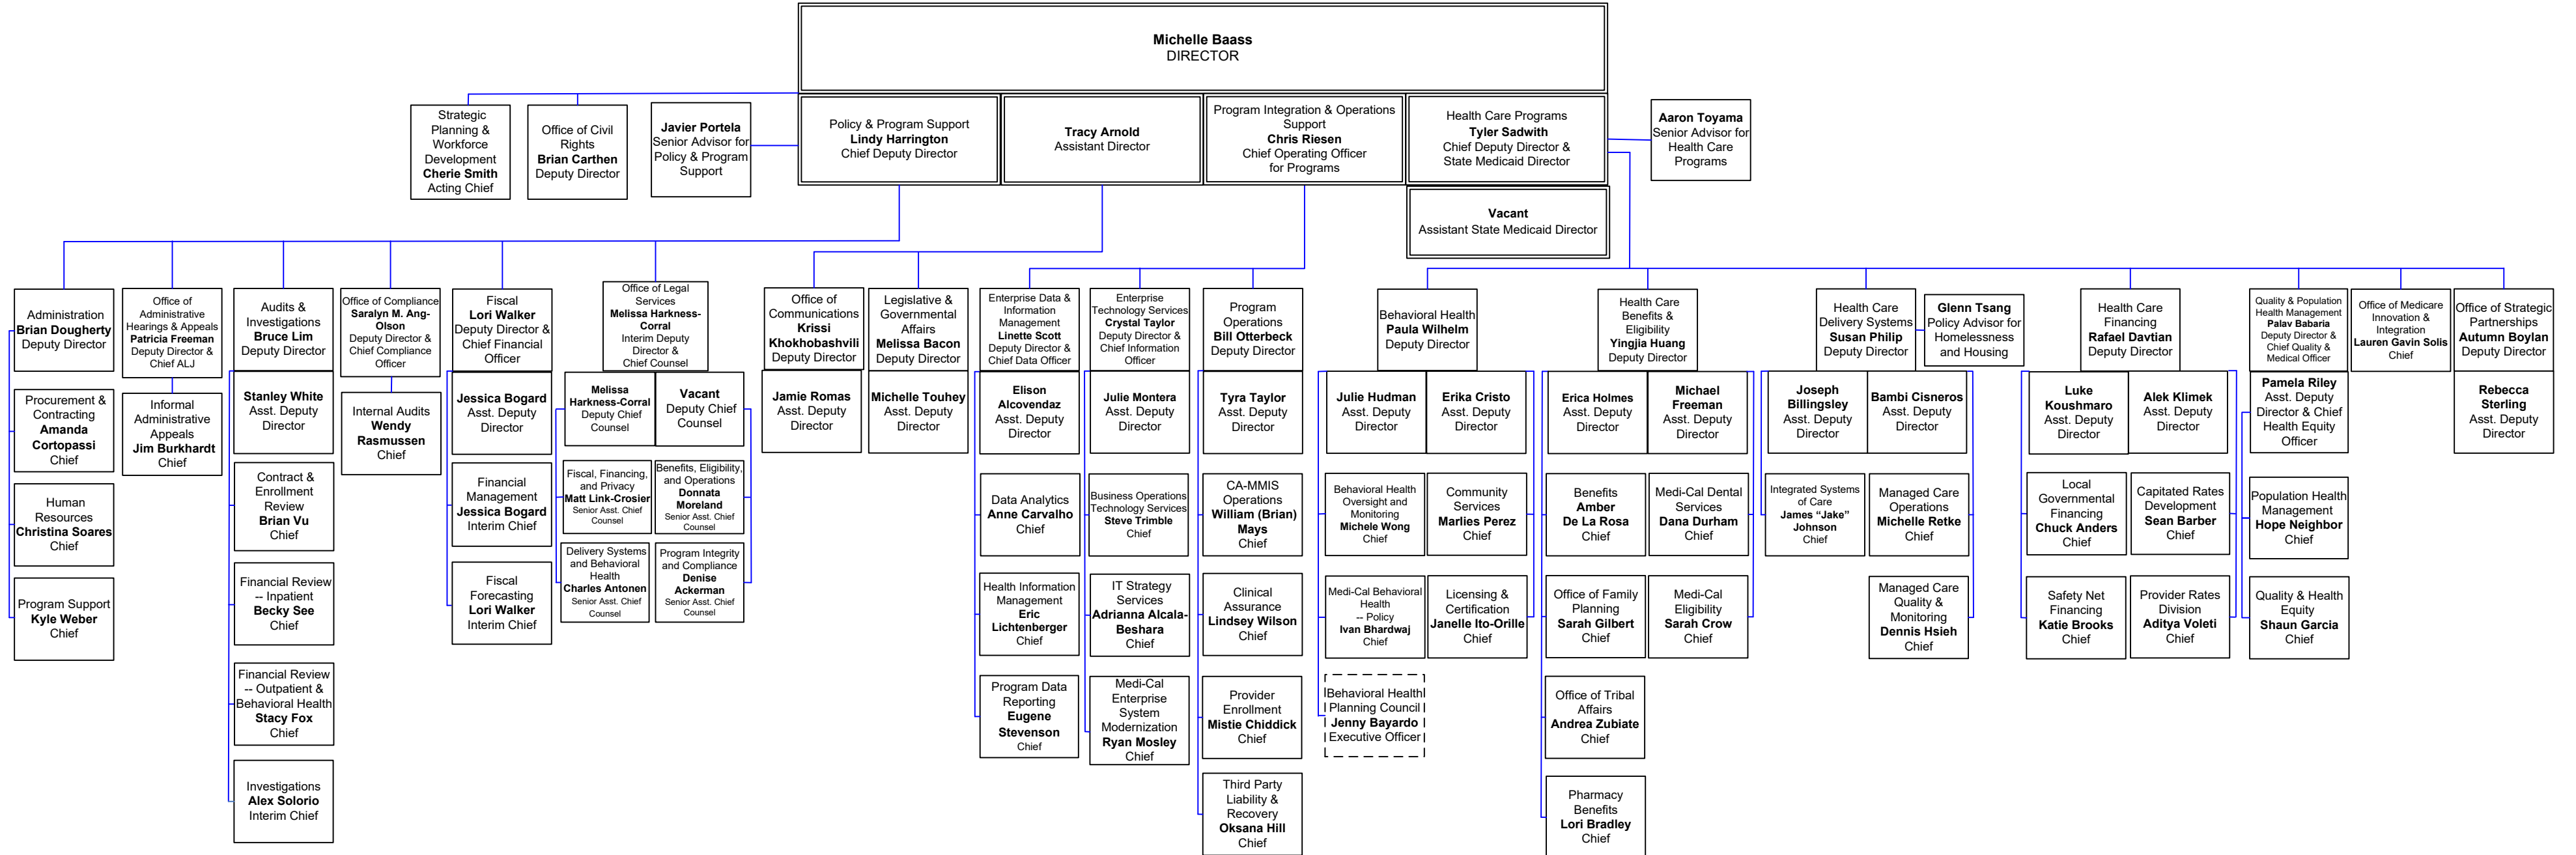 Michelle Baass
DIRECTOR
Strategic
Planning &
Workforce
Development
Cherie Smith
Acting Chief
Office of Civil
Rights
Brian Carthen
Deputy Director
Javier Portela
Senior Advisor for
Policy & Program
Support
Policy & Program Support
Lindy Harrington
Chief Deputy Director
Tracy Arnold
Assistant Director
Program Integration & Operations
Support
Chris Riesen
Chief Operating Officer
for Programs
Health Care Programs
Tyler Sadwith
Chief Deputy Director &
State Medicaid Director
Aaron Toyama
Senior Advisor for
Health Care
Programs
Vacant
Assistant State Medicaid Director
Administration
Brian Dougherty
Deputy Director
Office of
Administrative
Hearings & Appeals
Patricia Freeman
Deputy Director &
Chief ALJ
Audits &
Investigations
Bruce Lim
Deputy Director
Office of Compliance
Saralyn M. Ang-
Olson
Deputy Director &
Chief Compliance
Officer
Fiscal
Lori Walker
Deputy Director &
Chief Financial
Officer
Office of Legal
Services
Melissa Harkness-
Corral
Interim Deputy
Director &
Chief Counsel
Office of
Communications
Krissi
Khokhobashvili
Deputy Director
Legislative &
Governmental
Affairs
Melissa Bacon
Deputy Director
Enterprise Data &
Information
Management
Linette Scott
Deputy Director &
Chief Data Officer
Enterprise
Technology Services
Crystal Taylor
Deputy Director &
Chief Information
Officer
Program
Operations
Bill Otterbeck
Deputy Director
Behavioral Health
Paula Wilhelm
Deputy Director
Health Care
Benefits &
Eligibility
Yingjia Huang
Deputy Director
Health Care
Delivery Systems
Susan Philip
Deputy Director
Glenn Tsang
Policy Advisor for
Homelessness
and Housing
Health Care
Financing
Rafael Davtian
Deputy Director
Quality & Population
Health Management
Palav Babaria
Deputy Director &
Chief Quality &
Medical Officer
Office of Medicare
Innovation &
Integration
Lauren Gavin Solis
Chief
Office of Strategic
Partnerships
Autumn Boylan
Deputy Director
Procurement &
Contracting
Amanda
Cortopassi
Chief
Informal
Administrative
Appeals
Jim Burkhardt
Chief
Stanley White
Asst. Deputy
Director
Internal Audits
Wendy
Rasmussen
Chief
Jessica Bogard
Asst. Deputy
Director
Melissa
Harkness-Corral
Deputy Chief
Counsel
Vacant
Deputy Chief
Counsel
Jamie Romas
Asst. Deputy
Director
Michelle Touhey
Asst. Deputy
Director
Elison
Alcovendaz
Asst. Deputy
Director
Julie Montera
Asst. Deputy
Director
Tyra Taylor
Asst. Deputy
Director
Julie Hudman
Asst. Deputy
Director
Erika Cristo
Asst. Deputy
Director
Erica Holmes
Asst. Deputy
Director
Michael
Freeman
Asst. Deputy
Director
Joseph
Billingsley
Asst. Deputy
Director
Bambi Cisneros
Asst. Deputy
Director
Luke
Koushmaro
Asst. Deputy
Director
Alek Klimek
Asst. Deputy
Director
Pamela Riley
Asst. Deputy
Director & Chief
Health Equity
Officer
Rebecca
Sterling
Asst. Deputy
Director
Human
Resources
Christina Soares
Chief
Contract &
Enrollment
Review
Brian Vu
Chief
Financial
Management
Jessica Bogard
Interim Chief
Fiscal, Financing,
and Privacy
Matt Link-Crosier
Senior Asst. Chief
Counsel
Benefits, Eligibility,
and Operations
Donnata
Moreland
Senior Asst. Chief
Counsel
Data Analytics
Anne Carvalho
Chief
Business Operations
Technology Services
Steve Trimble
Chief
CA-MMIS
Operations
William (Brian)
Mays
Chief
Behavioral Health
Oversight and
Monitoring
Michele Wong
Chief
Community
Services
Marlies Perez
Chief
Benefits
Amber
De La Rosa
Chief
Medi-Cal Dental
Services
Dana Durham
Chief
Integrated Systems
of Care
James “Jake”
Johnson
Chief
Managed Care
Operations
Michelle Retke
Chief
Local
Governmental
Financing
Chuck Anders
Chief
Capitated Rates
Development
Sean Barber
Chief
Population Health
Management
Hope Neighbor
Chief
Program Support
Kyle Weber
Chief
Financial Review
-- Inpatient
Becky See
Chief
Fiscal
Forecasting
Lori Walker
Interim Chief
Delivery Systems
and Behavioral
Health
Charles Antonen
Senior Asst. Chief
Counsel
Program Integrity
and Compliance
Denise
Ackerman
Senior Asst. Chief
Counsel
Health Information
Management
Eric
Lichtenberger
Chief
IT Strategy
Services
Adrianna Alcala-
Beshara
Chief
Clinical
Assurance
Lindsey Wilson
Chief
Medi-Cal Behavioral
Health
-- Policy
Ivan Bhardwaj
Chief
Licensing &
Certification
Janelle Ito-Orille
Chief
Office of Family
Planning
Sarah Gilbert
Chief
Medi-Cal
Eligibility
Sarah Crow
Chief
Managed Care
Quality &
Monitoring
Dennis Hsieh
Chief
Safety Net
Financing
Katie Brooks
Chief
Provider Rates
Division
Aditya Voleti
Chief
Quality & Health
Equity
Shaun Garcia
Chief
Financial Review
-- Outpatient &
Behavioral Health
Stacy Fox
Chief
Program Data
Reporting
Eugene
Stevenson
Chief
Medi-Cal
Enterprise
System
Modernization
Ryan Mosley
Chief
Provider
Enrollment
Mistie Chiddick
Chief
Behavioral Health
Planning Council
Jenny Bayardo
Executive Officer
Office of Tribal
Affairs
Andrea Zubiate
Chief
Investigations
Alex Solorio
Interim Chief
Third Party
Liability &
Recovery
Oksana Hill
Chief
Pharmacy
Benefits
Lori Bradley
Chief